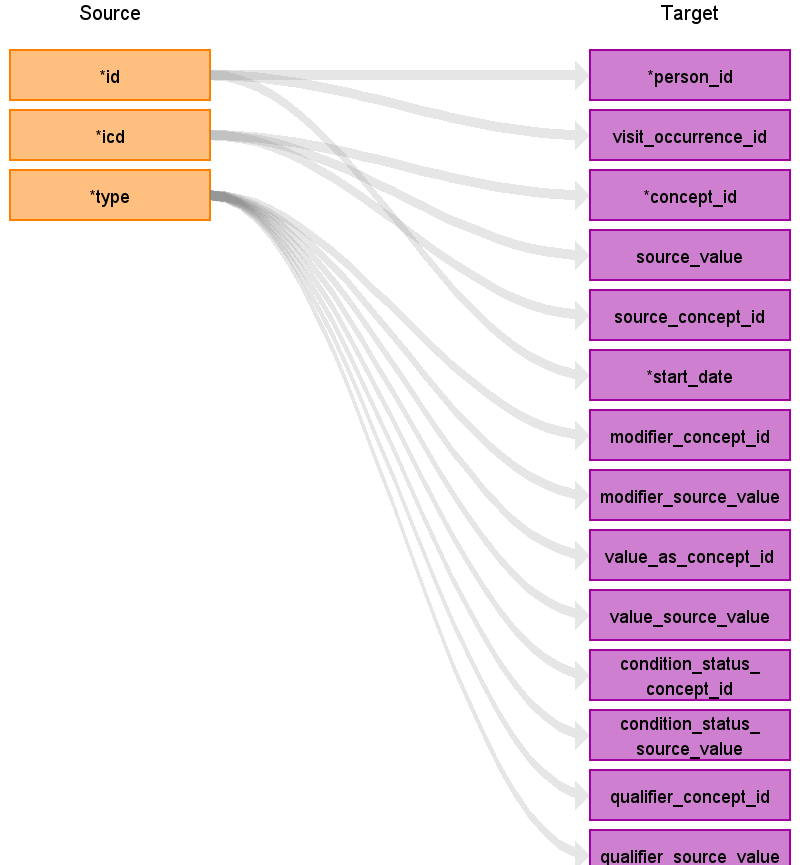 Source
Target
*id
*person_id
*icd
visit_occurrence_id
*type
*concept_id
source_value
source_concept_id
*start_date
modifier_concept_id
modifier_source_value
value_as_concept_id
value_source_value
condition_status_
concept_id
condition_status_
source_value
qualifier_concept_id
qualifier_source_value